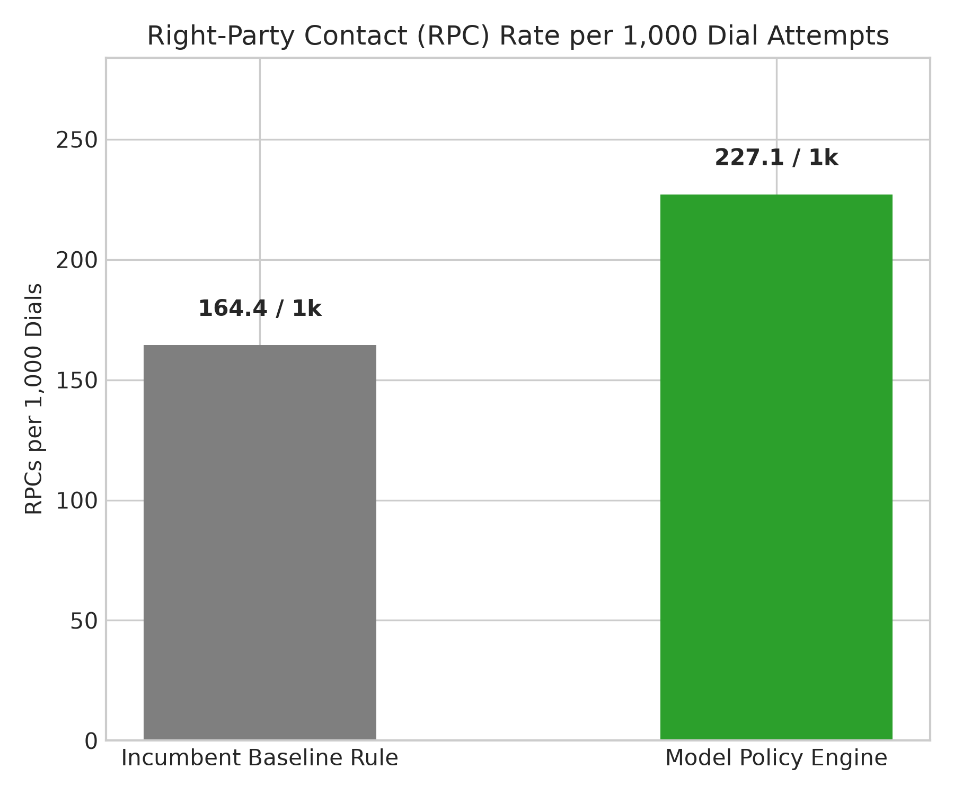 Right-Party Contact (RPC) Rate per 1,000 Dial Attempts
RPCs per 1,000 Dials
250
200
150
100
50
0
227.1 / 1k
164.4 / 1k
Incumbent Baseline Rule
Model Policy Engine